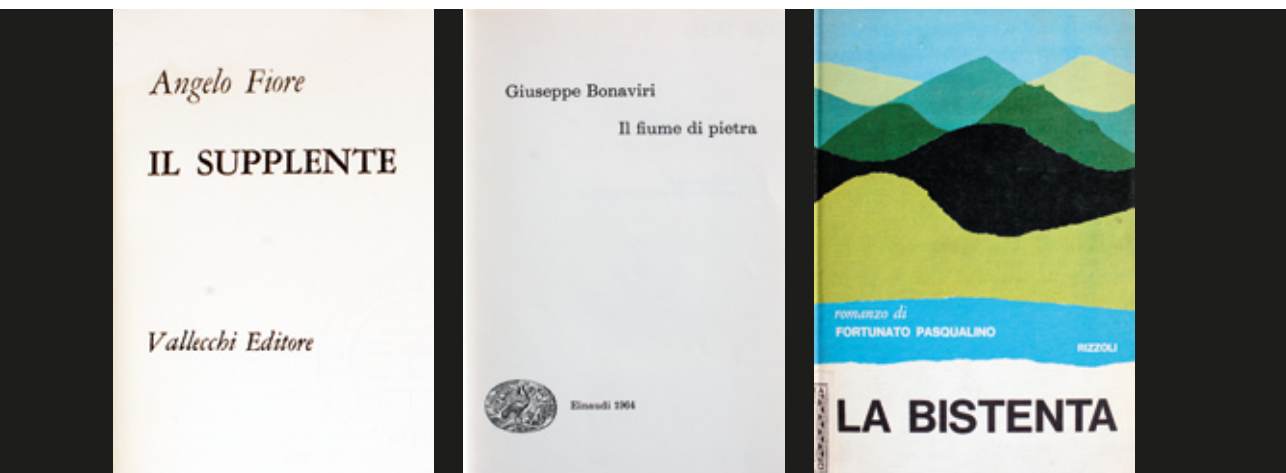 Angelo Fiore
IL SUPPLENTE
Vallecchi Editore
Giuseppe Bonaviri
Il fiume di pietra
Einaudi 1964
romanzo di
FORTUNATO PASQUALINO
RIZZOLI
LA BISTENTA